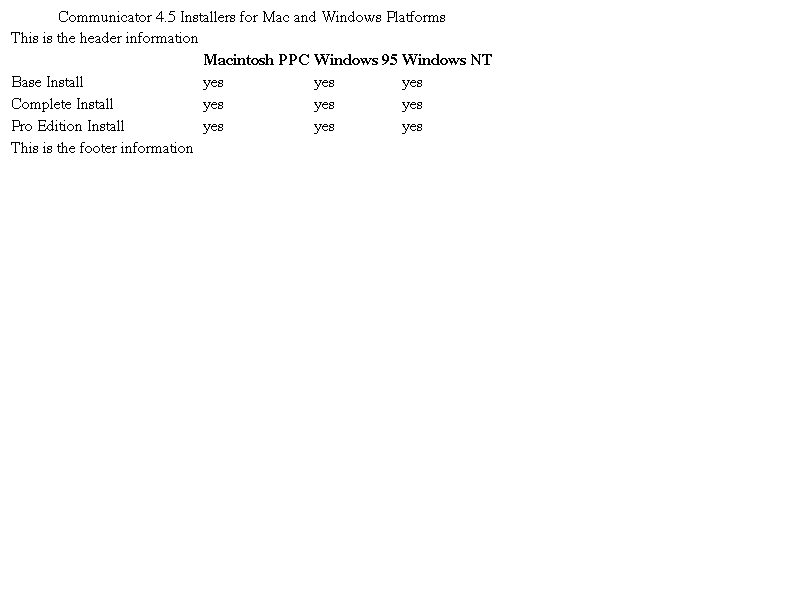 Communicator 4.5 Installers for Mac and Windows Platforms
This is the header information
Macintosh PPC Windows 95 Windows NT
Base Install yes yes yes
Complete Install yes yes yes
Pro Edition Install yes yes yes
This is the footer information